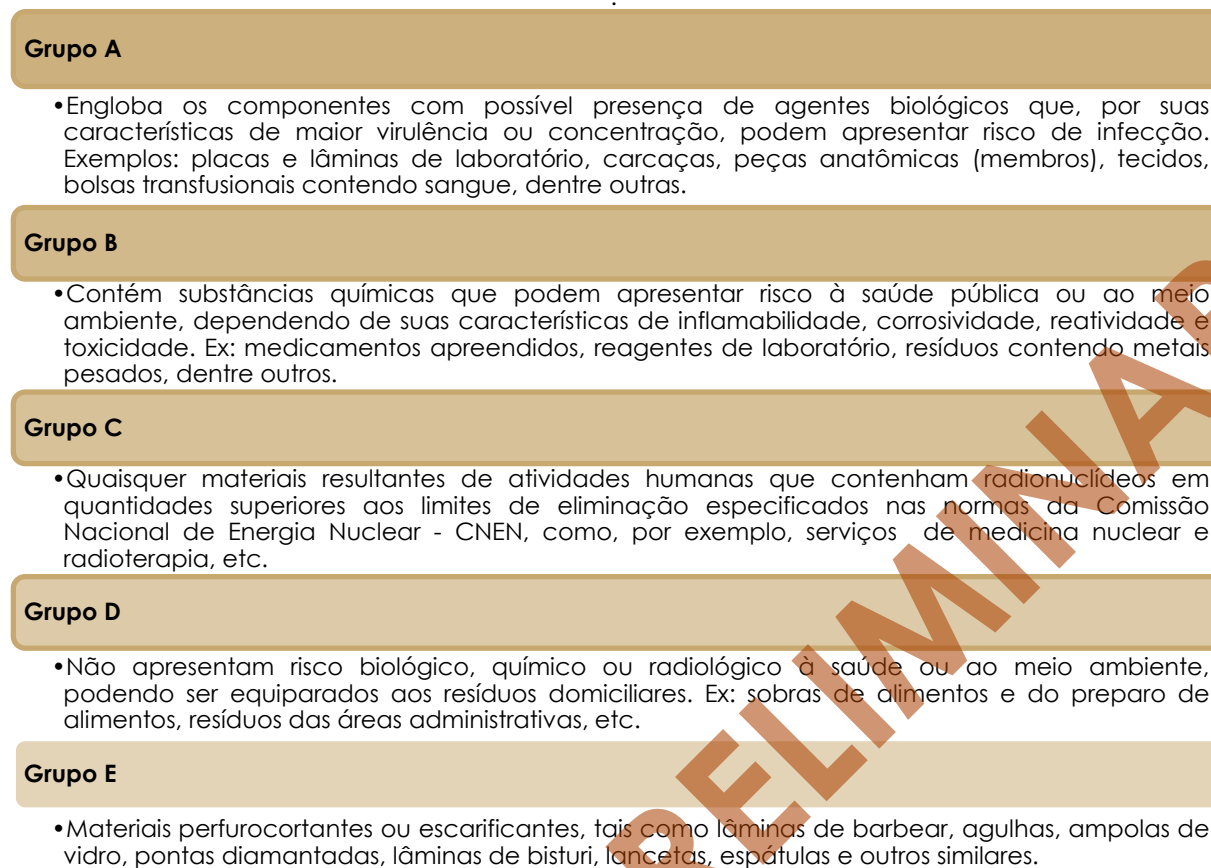 .
Grupo A
•Engloba os componentes com possível presença de agentes biológicos que, por suas
características de maior virulência ou concentração, podem apresentar risco de infecção.
Exemplos: placas e lâminas de laboratório, carcaças, peças anatômicas (membros), tecidos,
bolsas transfusionais contendo sangue, dentre outras.
Grupo B
•Contém substâncias químicas que podem apresentar risco à saúde pública ou ao meio
ambiente, dependendo de suas características de inflamabilidade, corrosividade, reatividade e
toxicidade. Ex: medicamentos apreendidos, reagentes de laboratório, resíduos contendo metais
pesados, dentre outros.
Grupo C
•Quaisquer materiais resultantes de atividades humanas que contenham radionuclídeos em
quantidades superiores aos limites de eliminação especificados nas normas da Comissão
Nacional de Energia Nuclear - CNEN, como, por exemplo, serviços de medicina nuclear e
radioterapia, etc.
Grupo D
•Não apresentam risco biológico, químico ou radiológico à saúde ou ao meio ambiente,
podendo ser equiparados aos resíduos domiciliares. Ex: sobras de alimentos e do preparo de
alimentos, resíduos das áreas administrativas, etc.
Grupo E
•Materiais perfurocortantes ou escarificantes, tais como lâminas de barbear, agulhas, ampolas de
vidro, pontas diamantadas, lâminas de bisturi, lancetas, espátulas e outros similares.
RELIMINAR